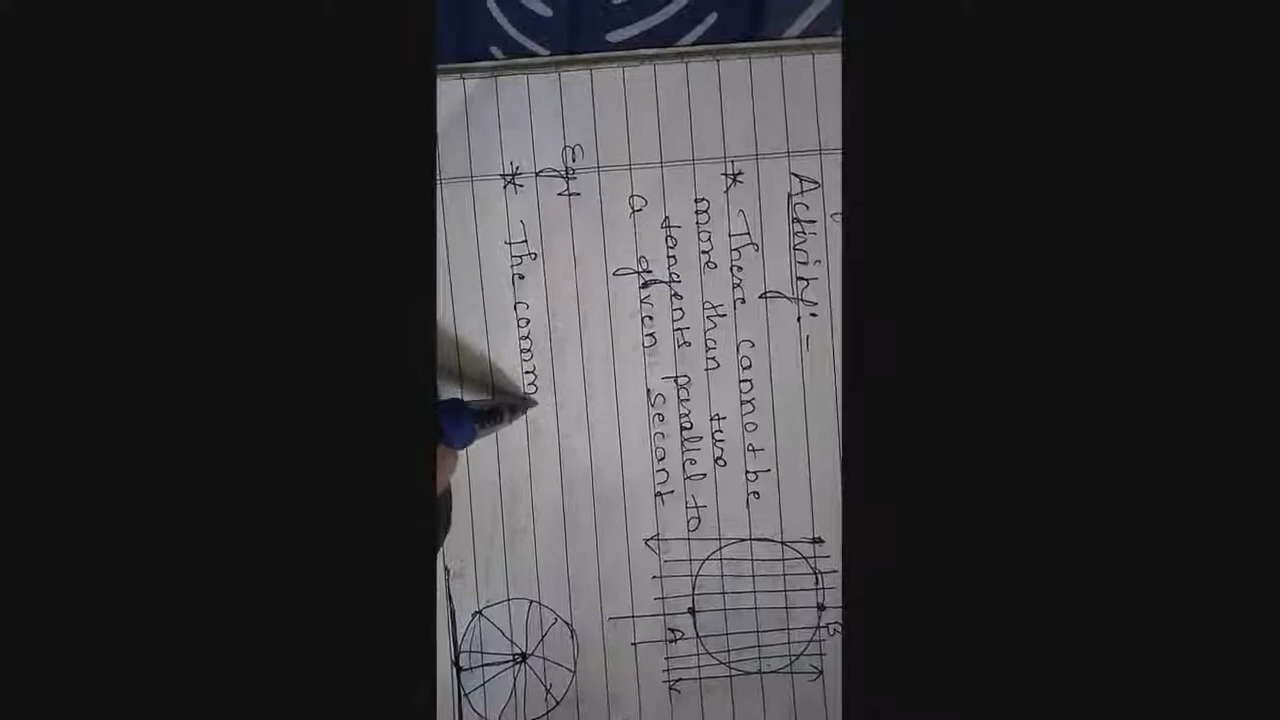 Activity:-
* There cannot be
more than two
tangents parallel to
a given secant
Eg
* The comm
B
A